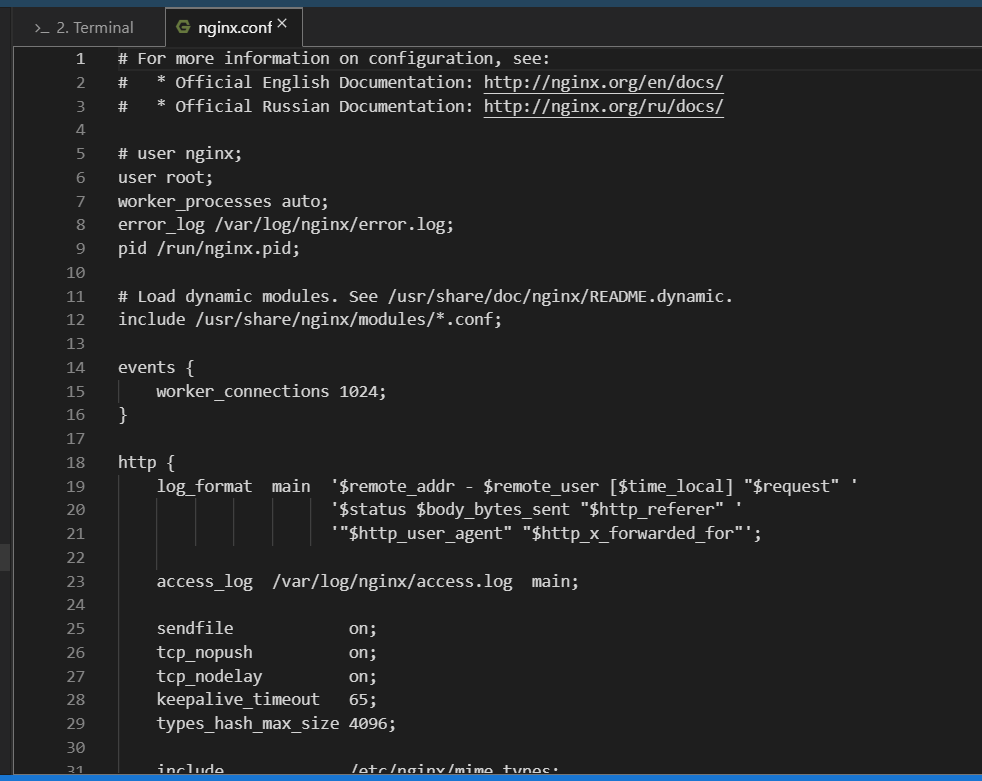 2. Terminal
nginx.conf
1 # For more information on configuration, see:
2 #   * Official English Documentation: http://nginx.org/en/docs/
3 #   * Official Russian Documentation: http://nginx.org/ru/docs/
4
5 # user nginx;
6 user root;
7 worker_processes auto;
8 error_log /var/log/nginx/error.log;
9 pid /run/nginx.pid;
10
11 # Load dynamic modules. See /usr/share/doc/nginx/README.dynamic.
12 include /usr/share/nginx/modules/*.conf;
13
14 events {
15     worker_connections 1024;
16 }
17
18 http {
19     log_format  main  '$remote_addr - $remote_user [$time_local] "$request" '
20                       '$status $body_bytes_sent "$http_referer" '
21                       '"$http_user_agent" "$http_x_forwarded_for"';
22
23     access_log  /var/log/nginx/access.log  main;
24
25     sendfile            on;
26     tcp_nopush          on;
27     tcp_nodelay         on;
28     keepalive_timeout   65;
29     types_hash_max_size 4096;
30
31     include             /etc/nginx/mime.types;